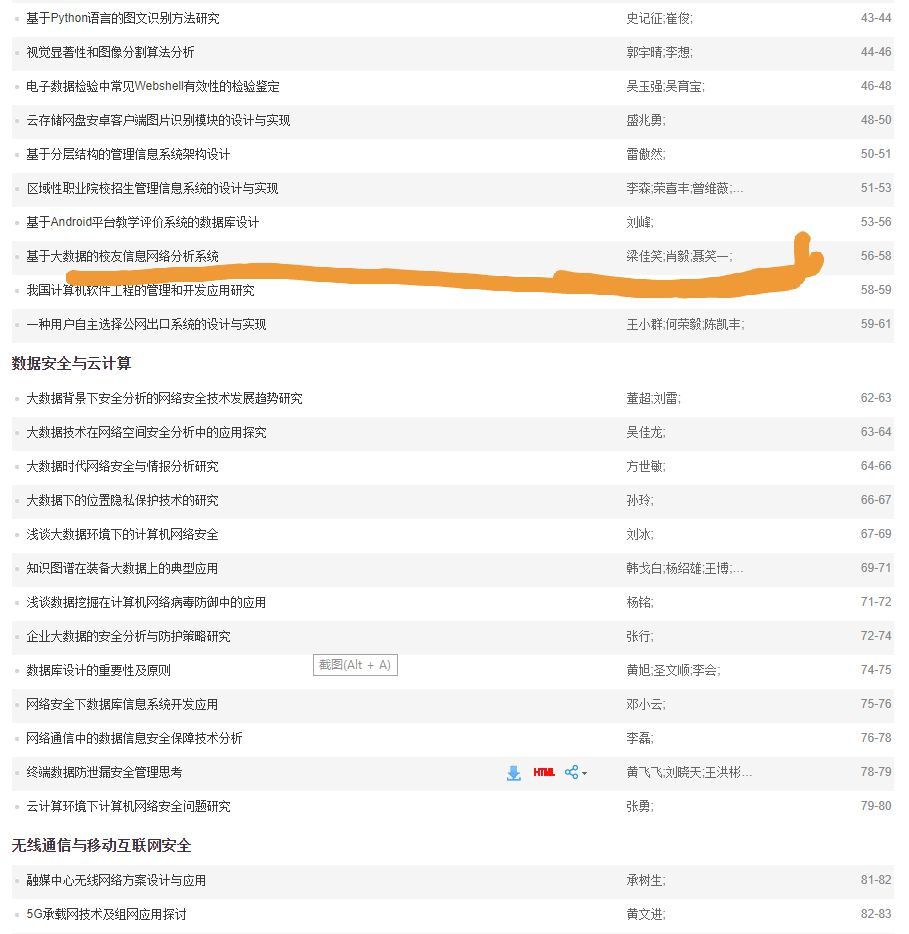 基于Python语言的图文识别方法研究 史记征;崔俊; 43-44
视觉显著性和图像分割算法分析 郭宇晴;李想; 44-46
电子数据检验中常见Webshell有效性的检验鉴定 吴玉强;吴育宝; 46-48
云存储网盘安卓客户端图片识别模块的设计与实现 盛兆勇; 48-50
基于分层结构的管理信息系统架构设计 雷傲然; 50-51
区域性职业院校招生管理信息系统的设计与实现 李森;荣喜丰;曾维薇;... 51-53
基于Android平台教学评价系统的数据库设计 刘峰; 53-56
基于大数据的校友信息网络分析系统 梁佳笑;肖毅;聂笑一; 56-58
我国计算机软件工程的管理和开发应用研究 58-59
一种用户自主选择公网出口系统的设计与实现 王小群;何荣毅;陈凯丰; 59-61
数据安全与云计算
大数据背景下安全分析的网络安全技术发展趋势研究 董超;刘雷; 62-63
大数据技术在网络空间安全分析中的应用探究 吴佳龙; 63-64
大数据时代网络安全与情报分析研究 方世敏; 64-66
大数据下的位置隐私保护技术的研究 孙玲; 66-67
浅谈大数据环境下的计算机网络安全 刘冰; 67-69
知识图谱在装备大数据上的典型应用 韩戈白;杨绍雄;王博;... 69-71
浅谈数据挖掘在计算机网络病毒防御中的应用 杨铭; 71-72
企业大数据的安全分析与防护策略研究 张行; 72-74
数据库设计的重要性及原则 截图(Alt + A) 黄旭;圣文顺;李会; 74-75
网络安全下数据库信息系统开发应用 邓小云; 75-76
网络通信中的数据信息安全保障技术分析 李磊; 76-78
终端数据防泄漏安全管理思考 HTML 黄飞飞;刘晓天;王洪彬... 78-79
云计算环境下计算机网络安全问题研究 张勇; 79-80
无线通信与移动互联网安全
融媒中心无线网络方案设计与应用 承树生; 81-82
5G承载网技术及组网应用探讨 黄文进; 82-83